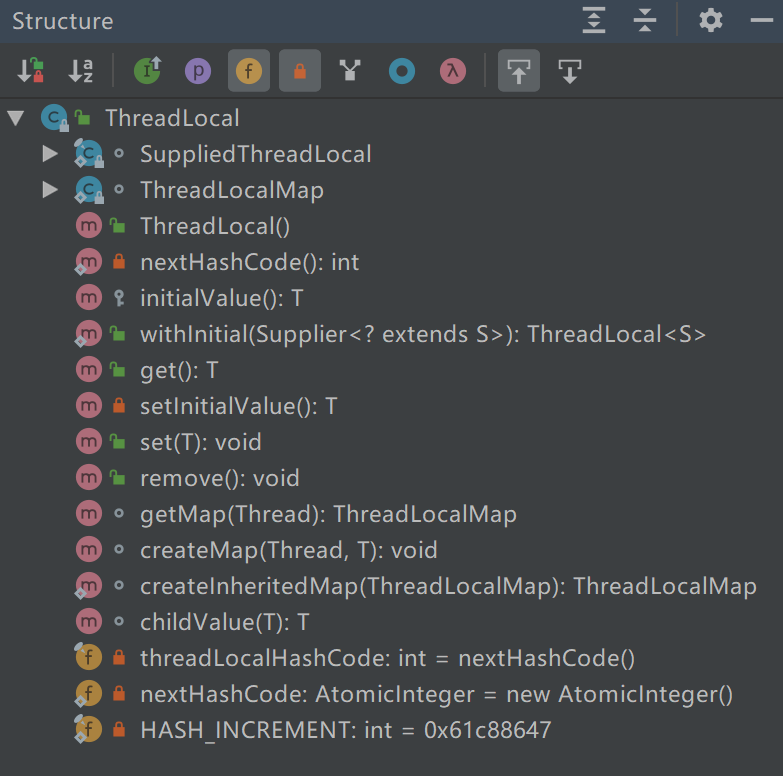 Structure
ThreadLocal
SuppliedThreadLocal
ThreadLocalMap
ThreadLocal()
nextHashCode(): int
initialValue(): T
withInitial(Supplier<? extends S>): ThreadLocal<S>
get(): T
setInitialValue(): T
set(T): void
remove(): void
getMap(Thread): ThreadLocalMap
createMap(Thread, T): void
createInheritedMap(ThreadLocalMap): ThreadLocalMap
childValue(T): T
threadLocalHashCode: int = nextHashCode()
nextHashCode: AtomicInteger = new AtomicInteger()
HASH_INCREMENT: int = 0x61c88647